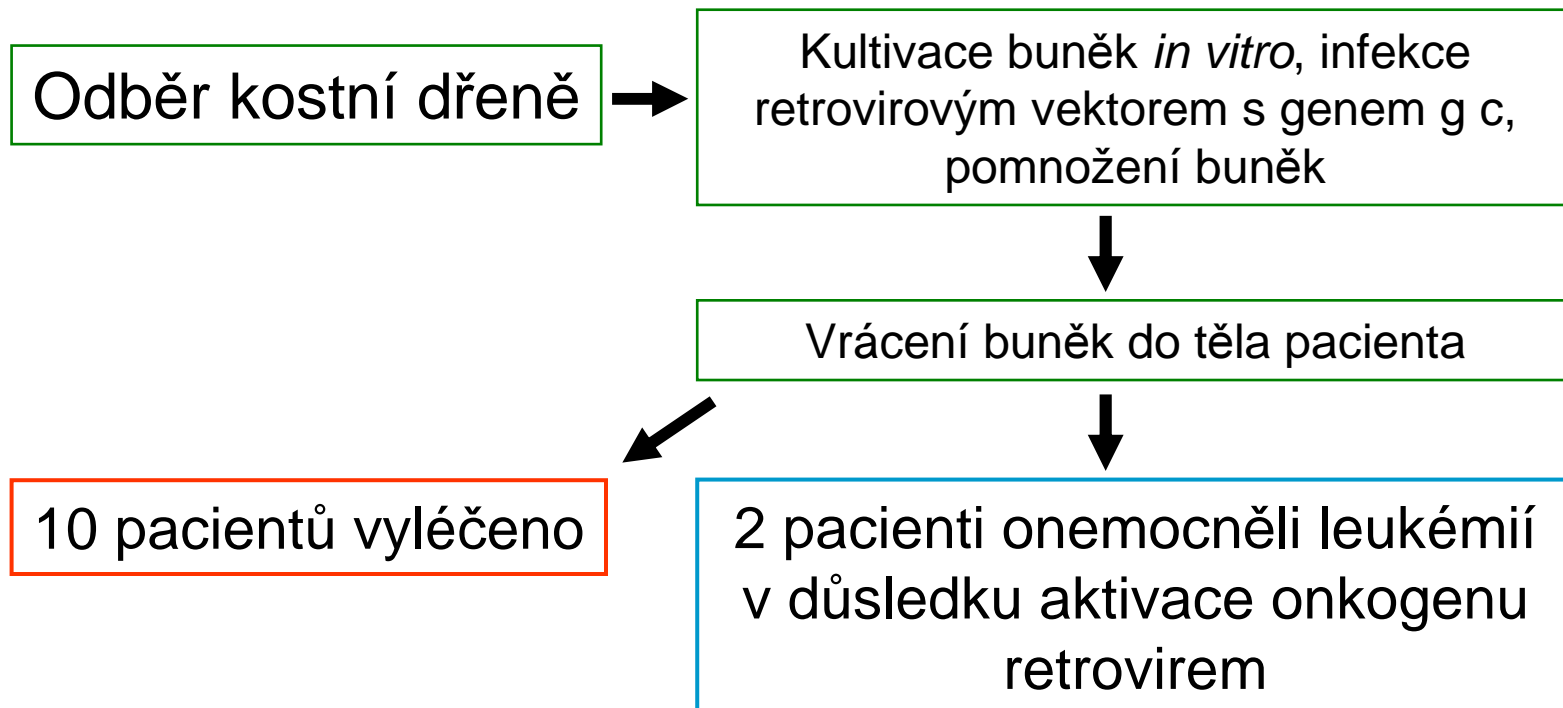 Odběr kostní dřeně
Kultivace buněk in vitro, infekce
retrovirovým vektorem s genem g c,
pomnožení buněk
Vrácení buněk do těla pacienta
10 pacientů vyléčeno
2 pacienti onemocněli leukémií
v důsledku aktivace onkogenu
retrovirem